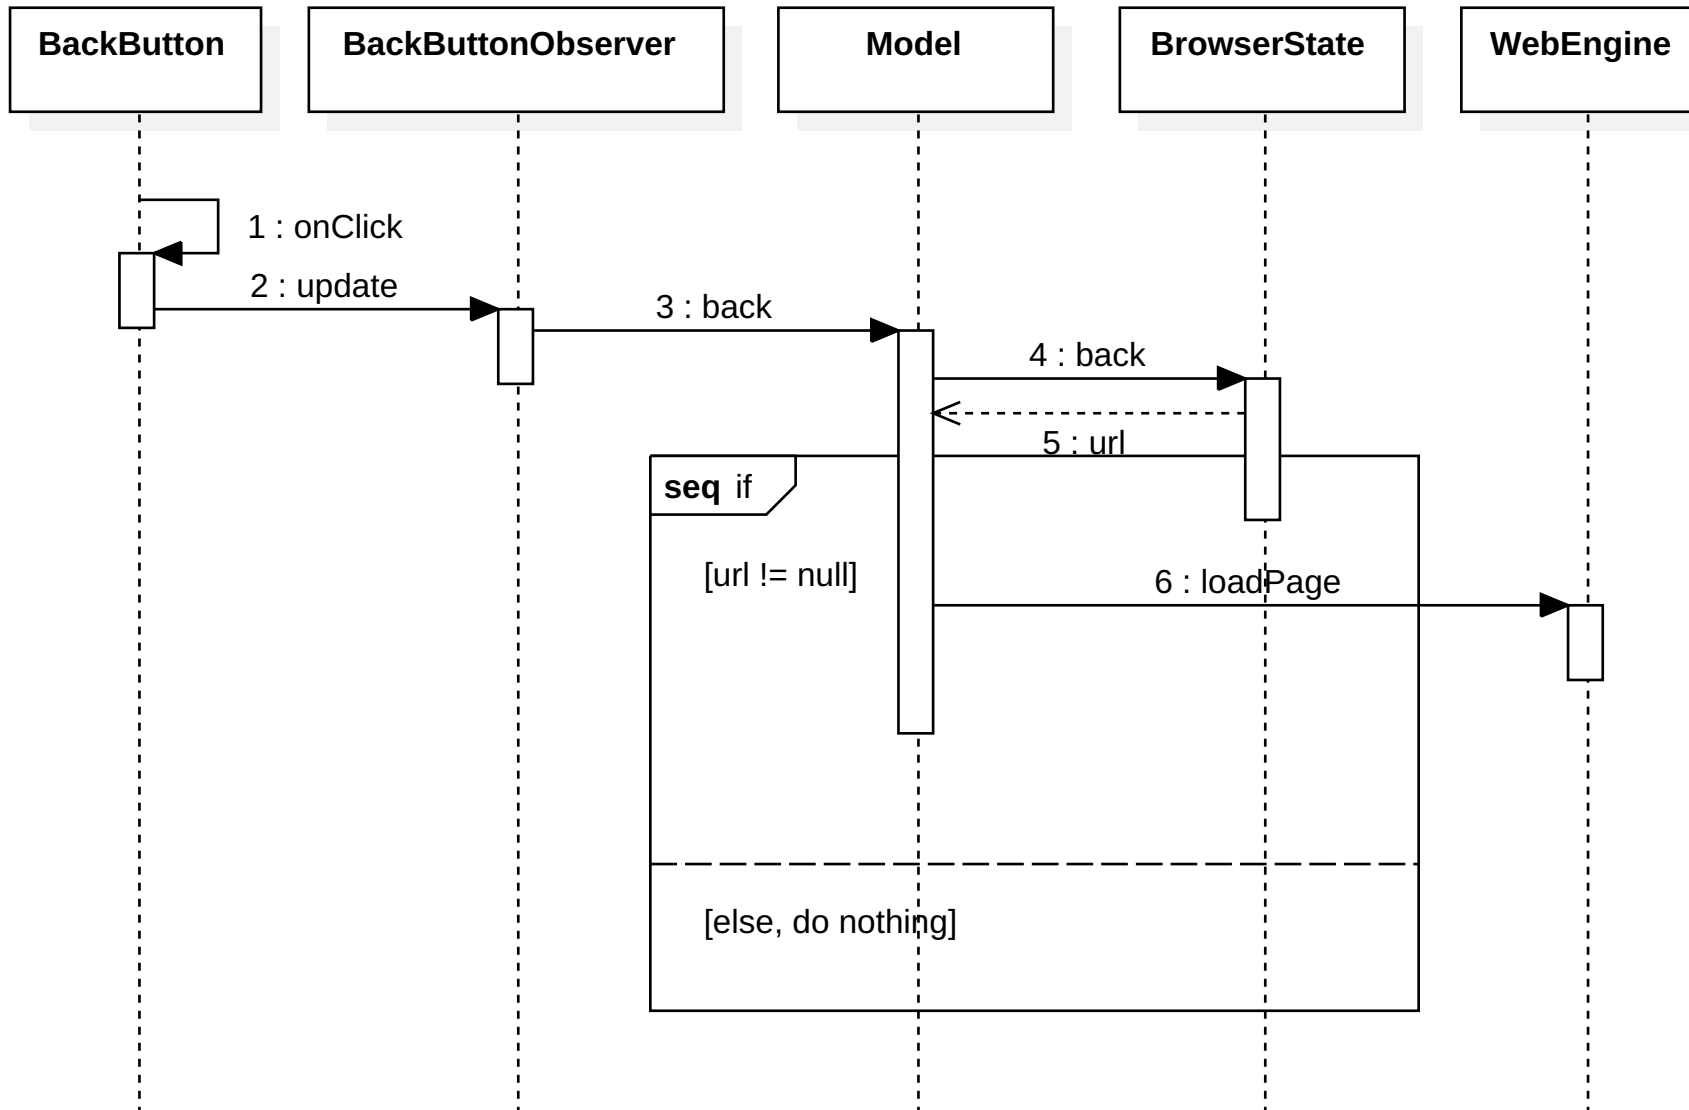 BackButton
BackButtonObserver
Model
BrowserState
WebEngine
1 : onClick
2 : update
3 : back
4 : back
5 : url
seq if
[url != null]
6 : loadPage
[else, do nothing]